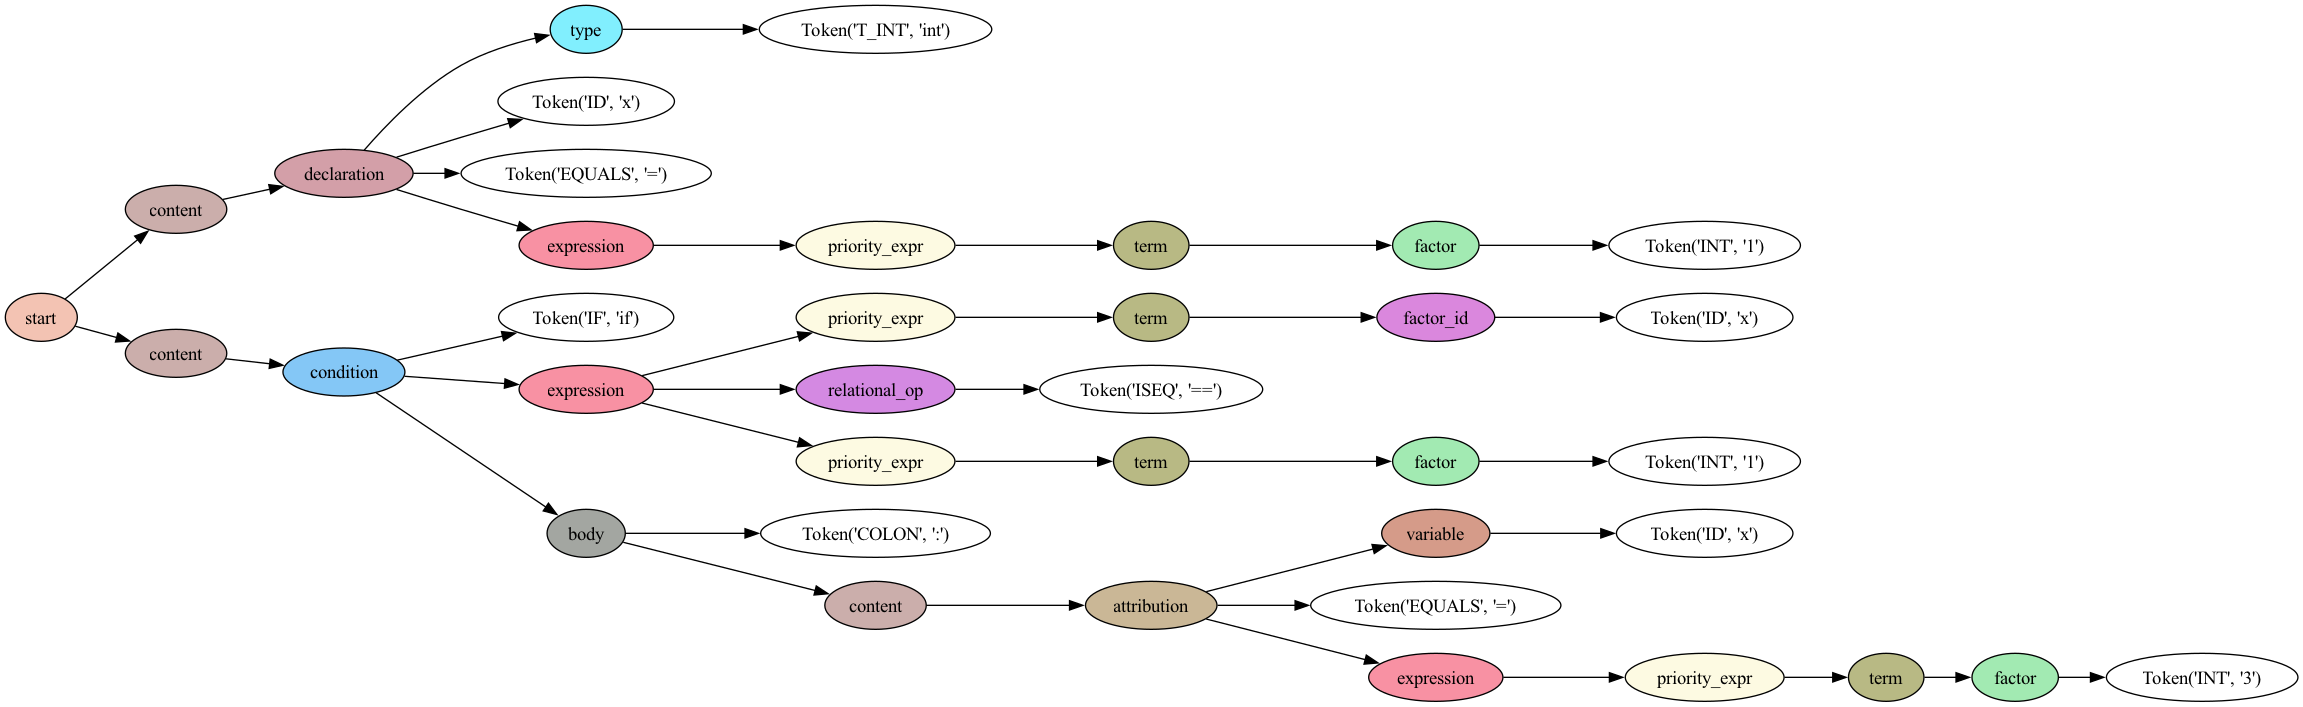 type
Token('T_INT', 'int')
Token('ID', 'x')
declaration
Token('EQUALS', '=')
content
expression
priority_expr
term
factor
Token('INT', '1')
start
Token('IF', 'if')
priority_expr
term
factor_id
Token('ID', 'x')
content
condition
expression
relational_op
Token('ISEQ', '==')
priority_expr
term
factor
Token('INT', '1')
body
Token('COLON', ':')
variable
Token('ID', 'x')
content
attribution
Token('EQUALS', '=')
expression
priority_expr
term
factor
Token('INT', '3')